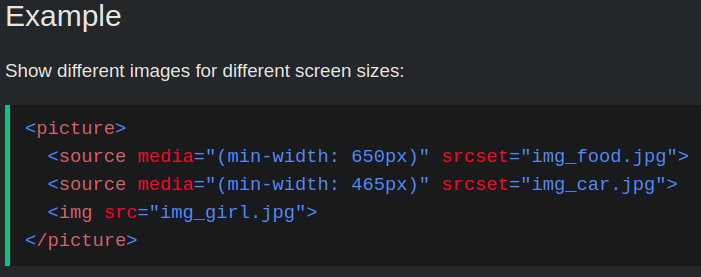 Example
Show different images for different screen sizes:
<picture>
  <source media="(min-width: 650px)" srcset="img_food.jpg">
  <source media="(min-width: 465px)" srcset="img_car.jpg">
  <img src="img_girl.jpg">
</picture>